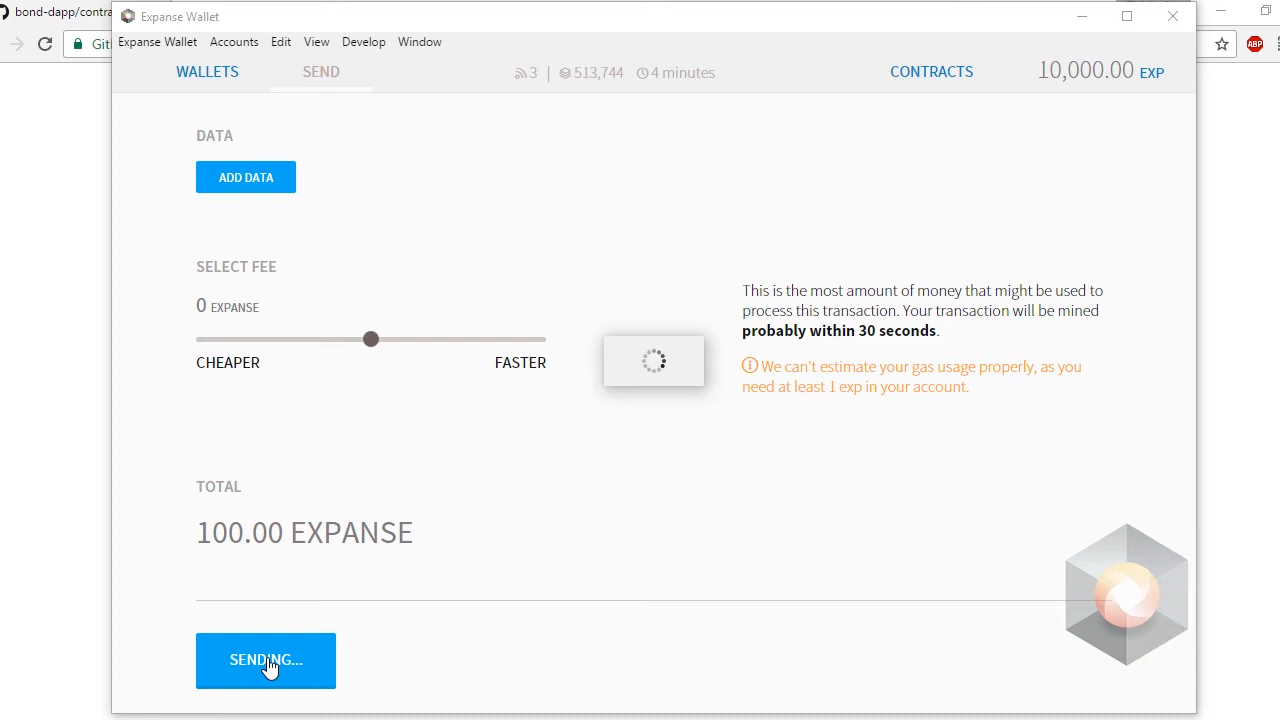 bond-dapp/contra
Expanse Wallet
Git
ABP
Expanse Wallet Accounts Edit View Develop Window
WALLETS SEND 3 | 513,744 4 minutes CONTRACTS 10,000.00 EXP
DATA
ADD DATA
SELECT FEE
0 EXPANSE
CHEAPER FASTER
This is the most amount of money that might be used to
process this transaction. Your transaction will be mined
probably within 30 seconds.
We can't estimate your gas usage properly, as you
need at least 1 exp in your account.
TOTAL
100.00 EXPANSE
SENDING...